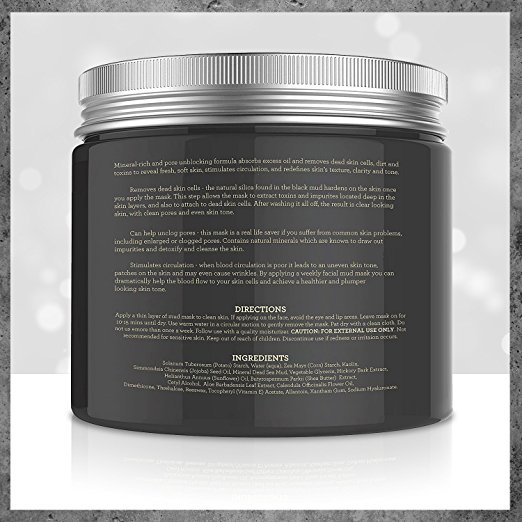 Mineral-rich and pore unblocking formula absorbs excess oil and removes dead skin cells, dirt and
toxins to reveal fresh, soft skin, stimulates circulation, and redefines skin's texture, clarity and tone.
Removes dead skin cells - the natural silica found in the black mud hardens on the skin once
you apply the mask. This step allows the mask to extract toxins and impurites located deep in the
skin layers, and also to attach to dead skin cells. After washing it all off, the result is clear looking
skin, with clean pores and even skin tone.
Can help unclog pores - this mask is a real life saver if you suffer from common skin problems,
including enlarged or clogged pores. Contains natural minerals which are known to draw out
impurities and detoxify and cleanse the skin.
Stimulates circulation - when blood circulation is poor it leads to an uneven skin tone,
patches on the skin and may even cause wrinkles. By applying a weekly facial mud mask you can
dramatically help the blood flow to your skin cells and achieve a healthier and plumper
looking skin tone.
DIRECTIONS
Apply a thin layer of mud mask to clean skin. If applying on the face, avoid the eye and lip areas. Leave mask on for
10-15 mins until dry. Use warm water in a circular motion to gently remove the mask. Pat dry with a clean cloth. Do
not us emore than once a week. Follow use with a quality moisturizer. CAUTION: FOR EXTERNAL USE ONLY. Not
recommended for sensitive skin. Keep out of reach of children. Discontinue use if redness or irritation occurs.
INGREDIENTS
Solanum Tuberosum (Potato) Starch, Water (aqua), Zea Mays (Corn) Starch, Kaolin,
Simmondsia Chinensis (Jojoba) Seed Oil, Mineral Dead Sea Mud, Vegetable Glycerin, Hickory Bark Extract,
Helianthus Annuus (Sunflower) Oil, Butyrospermum Parkii (Shea Butter) Extract,
Cetyl Alcohol, Aloe Barbadensis Leaf Extract, Calendula Officinalis Flower Oil,
Dimethicone, Threhalose, Beeswax, Tocopheryl (Vitamin E) Acetate, Allantoin, Xantham Gum, Sodium Hyaluronate.